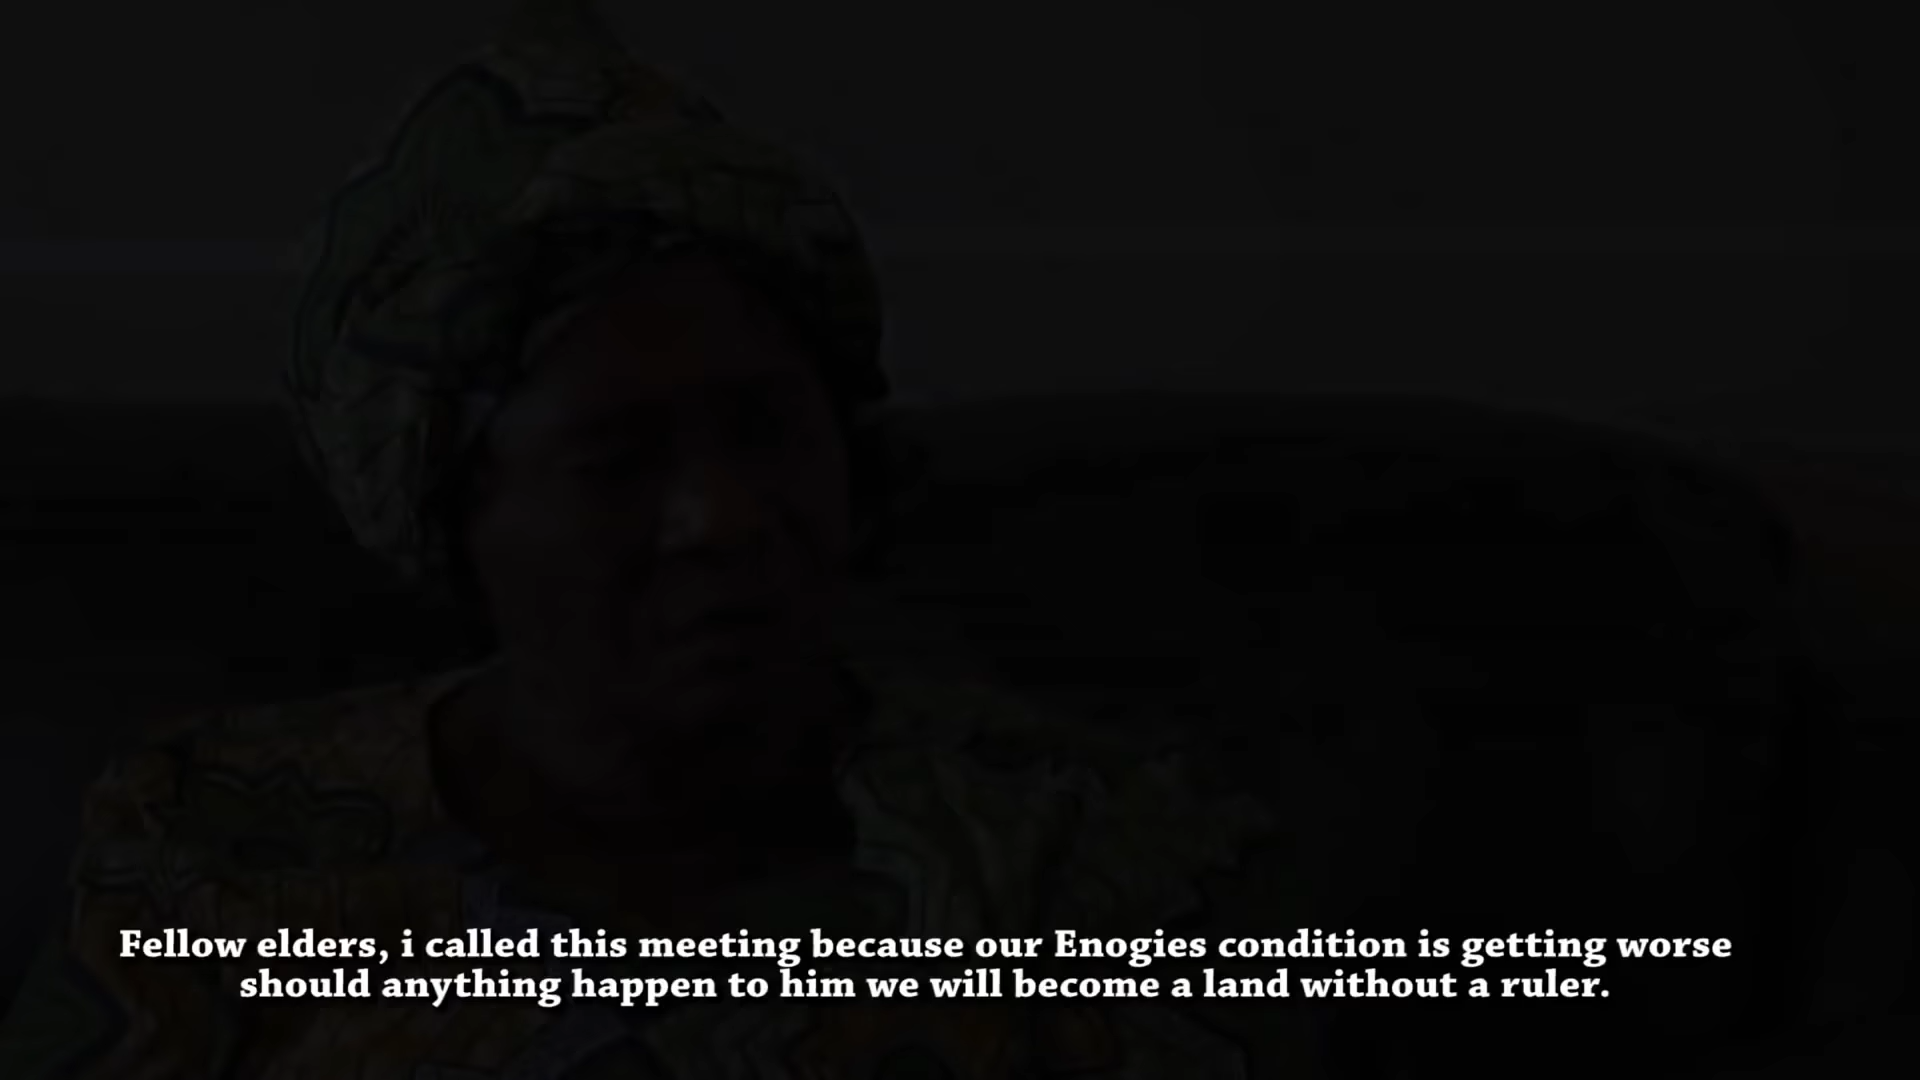 Fellow elders, i called this meeting because our Enogies condition is getting worse
should anything happen to him we will become a land without a ruler.